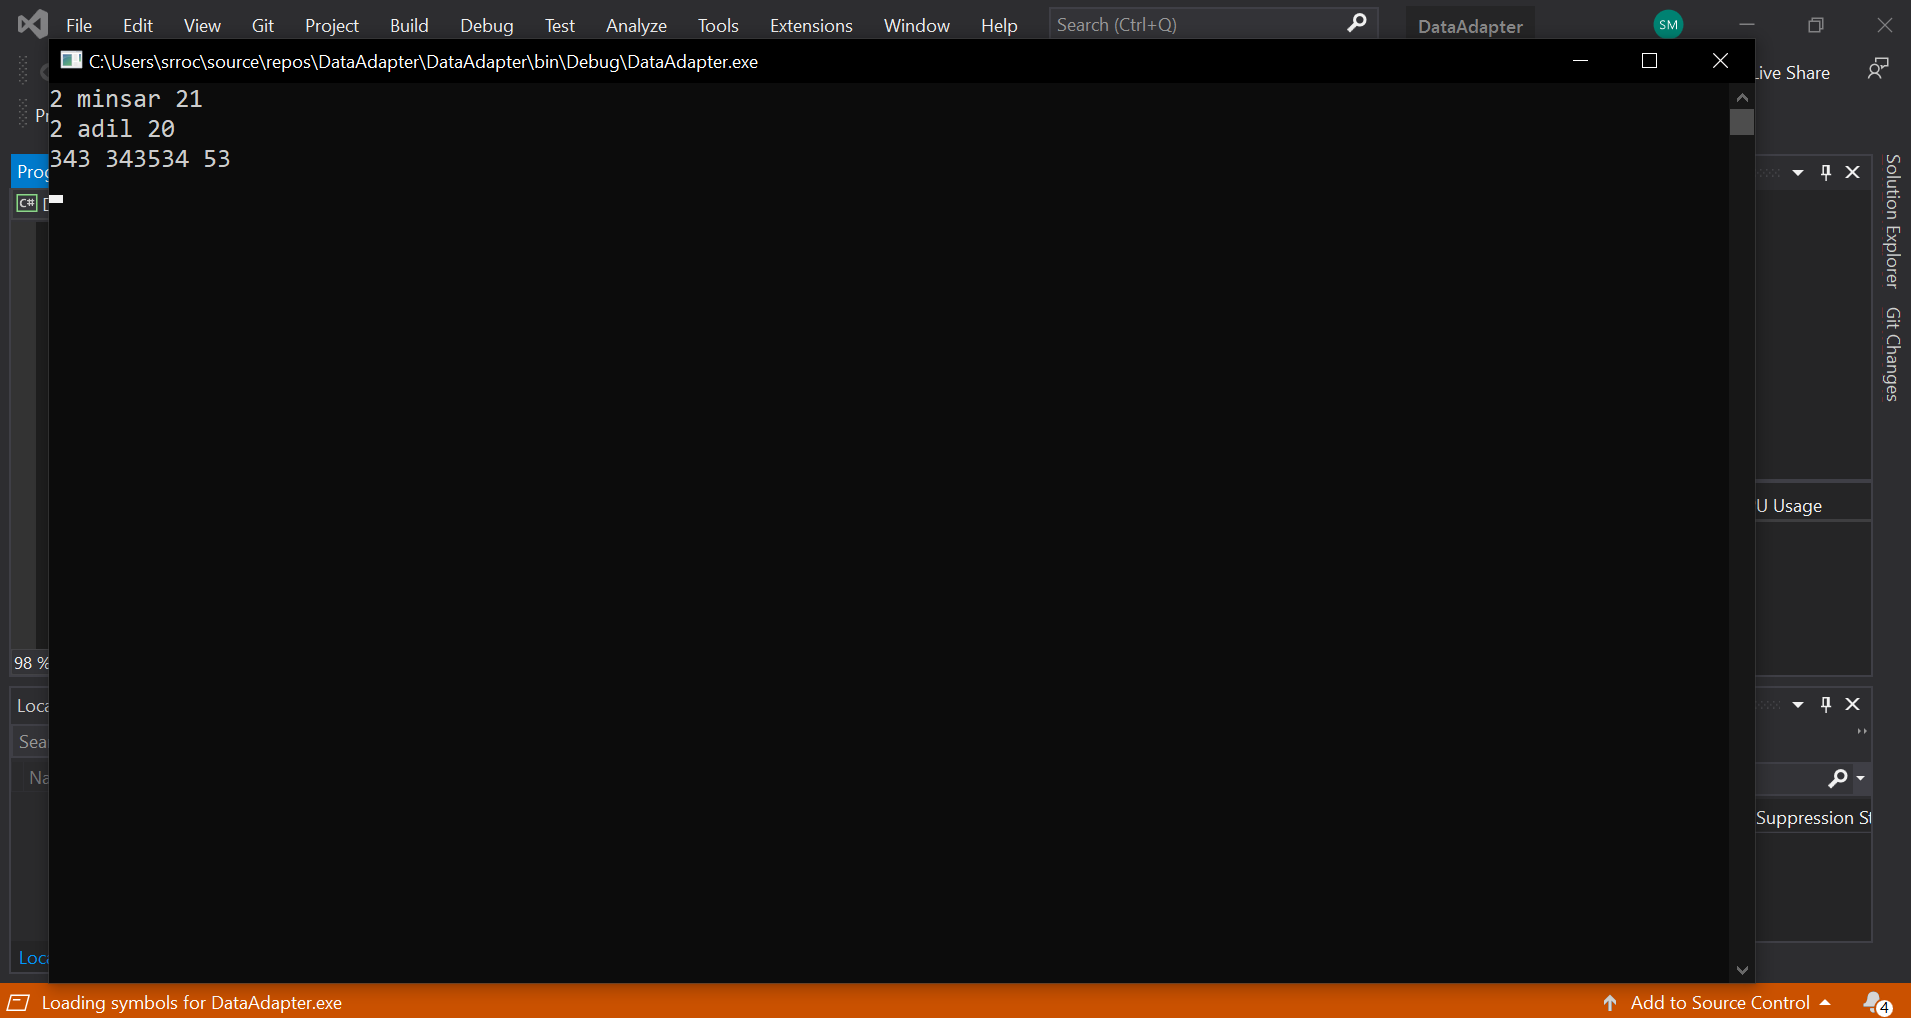 File Edit View Git Project Build Debug Test Analyze Tools Extensions Window Help Search (Ctrl+Q) DataAdapter SM
C:\Users\srroc\source\repos\DataAdapter\DataAdapter\bin\Debug\DataAdapter.exe
Live Share
2 minsar 21
2 adil 20
343 343534 53
Pr
Prog
C#
Solution Explorer
Git Changes
U Usage
98 %
Loca
Sea
Na
Suppression St
Loca
Loading symbols for DataAdapter.exe
Add to Source Control
4